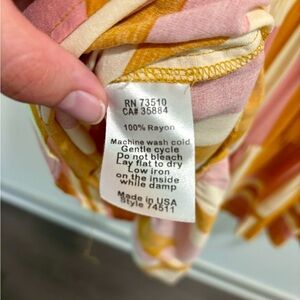 RN 73510
CA# 35884
100% Rayon
Machine wash cold
Gentle cycle
Do not bleach
Lay flat to dry
Low iron
on the inside
while damp
Made in USA
Style 74511